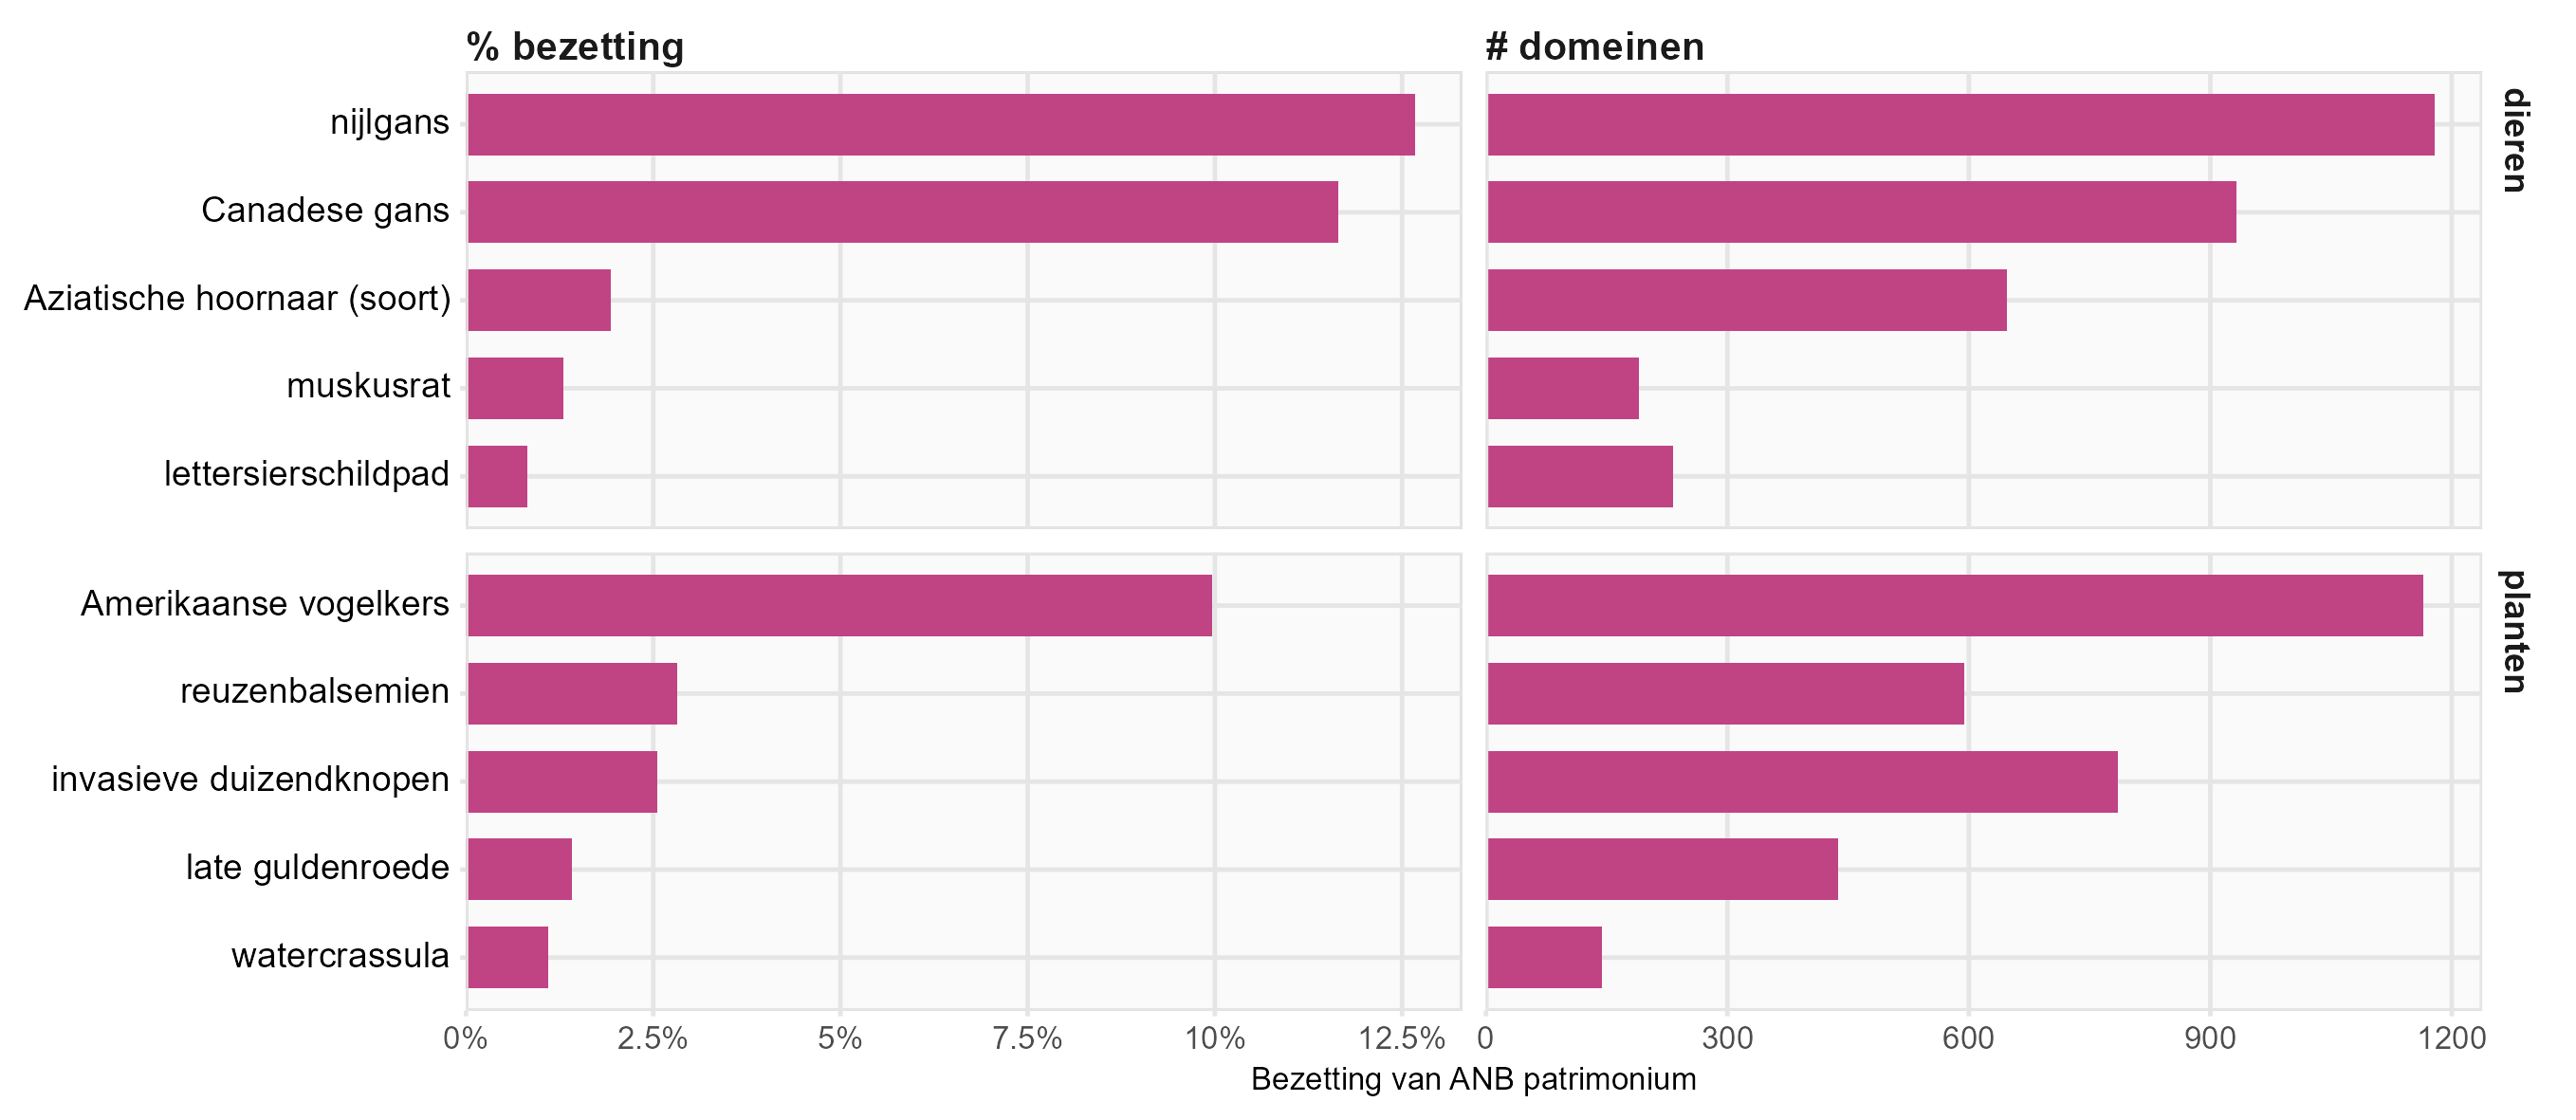 % bezetting
# domeinen
nijlgans
Canadese gans
Aziatische hoornaar (soort)
muskusrat
lettersierschildpad
dieren
Amerikaanse vogelkers
reuzenbalsemien
invasieve duizendknopen
late guldenroede
watercrassula
planten
0% 2.5% 5% 7.5% 10% 12.5%
0 300 600 900 1200
Bezetting van ANB patrimonium